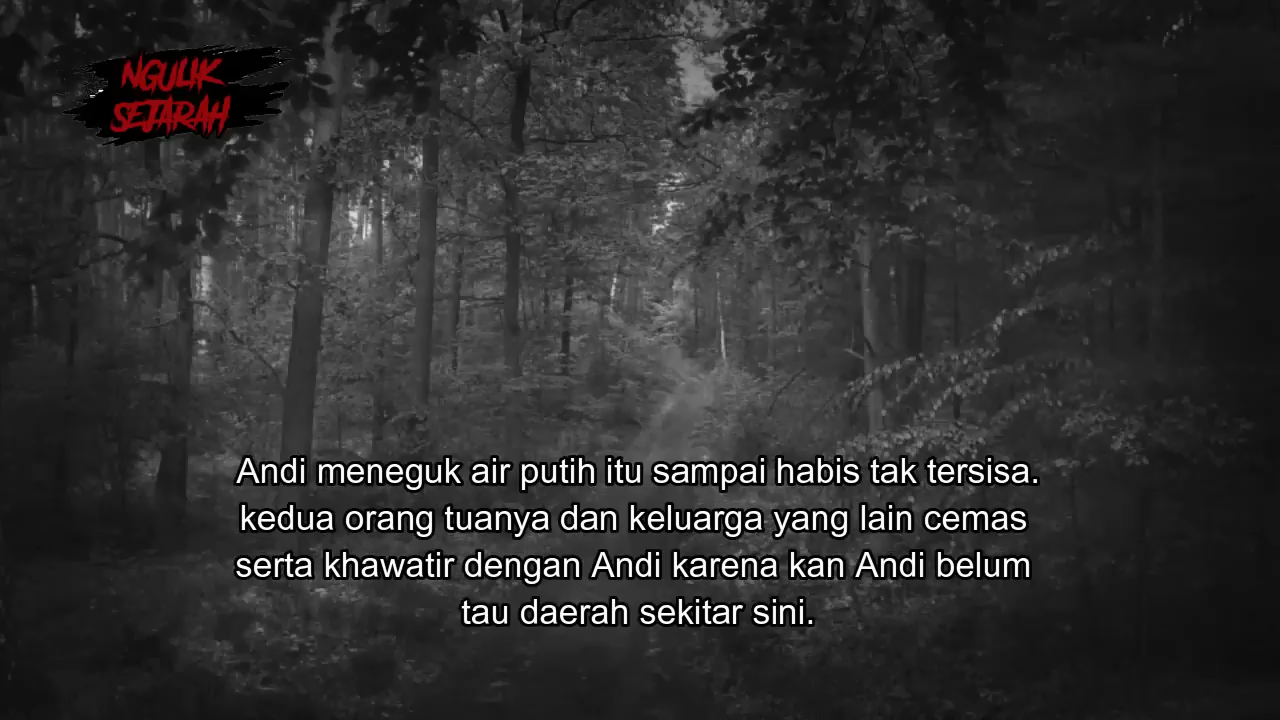 NGULIK
SEJARAH
Andi meneguk air putih itu sampai habis tak tersisa.
kedua orang tuanya dan keluarga yang lain cemas
serta khawatir dengan Andi karena kan Andi belum
tau daerah sekitar sini.